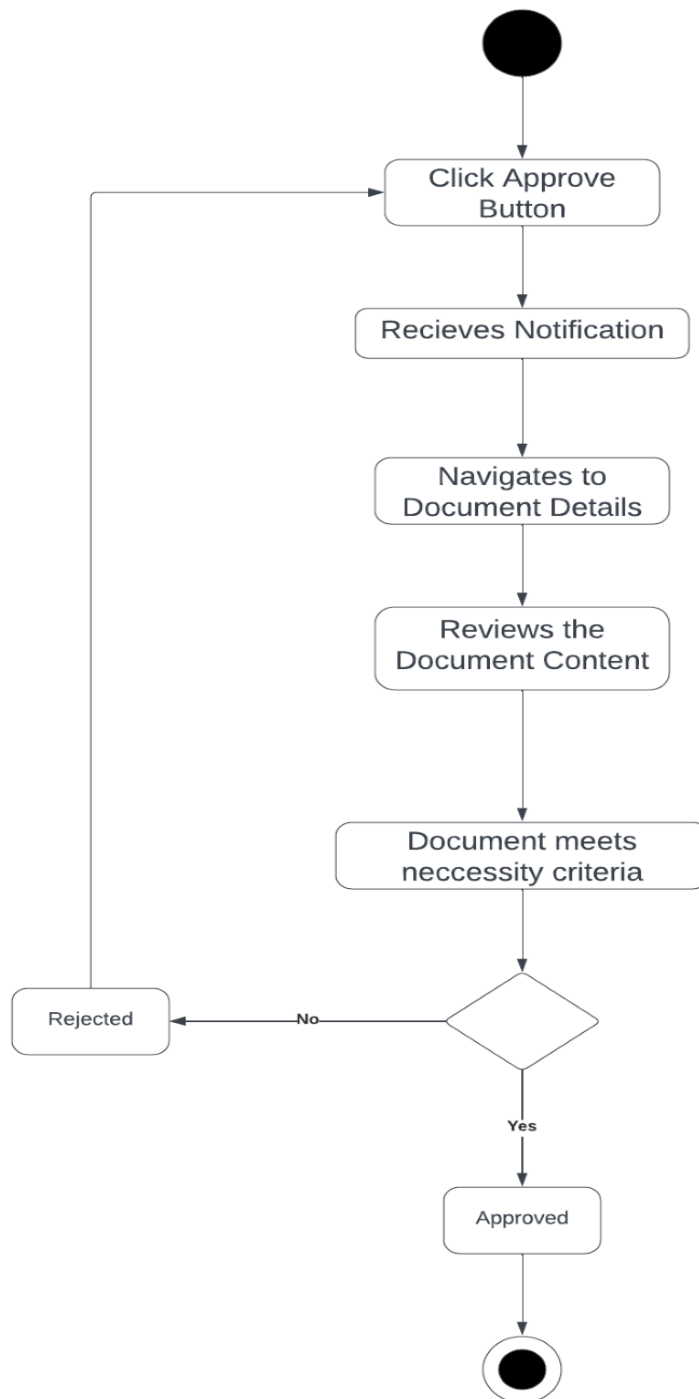 Click Approve
Button
Recieves Notification
Navigates to
Document Details
Reviews the
Document Content
Document meets
neccessity criteria
Rejected
No
Yes
Approved